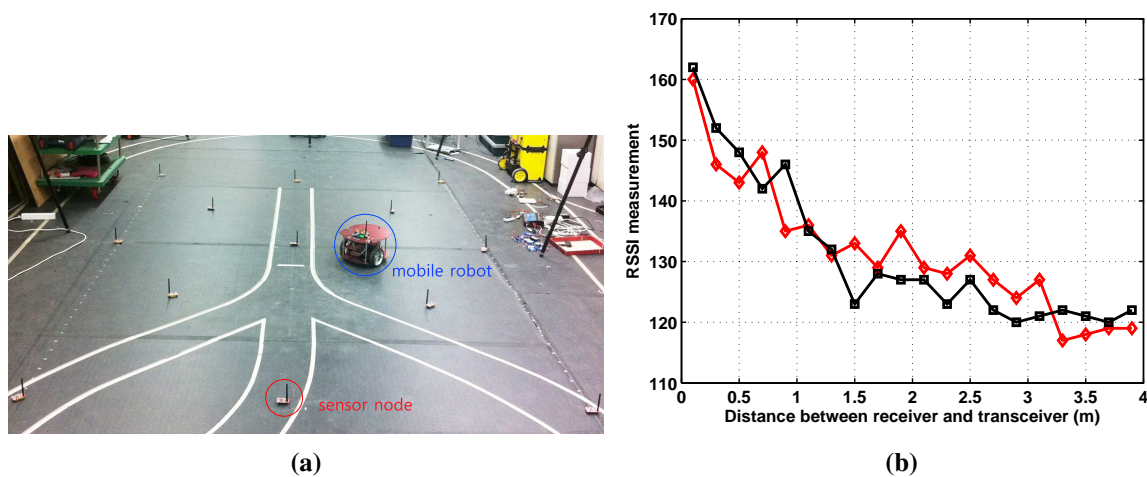 mobile robot
sensor node
(a)
170
160
150
140
130
120
110
0 0.5 1 1.5 2 2.5 3 3.5 4
RSSI measurement
Distance between receiver and transceiver (m)
(b)